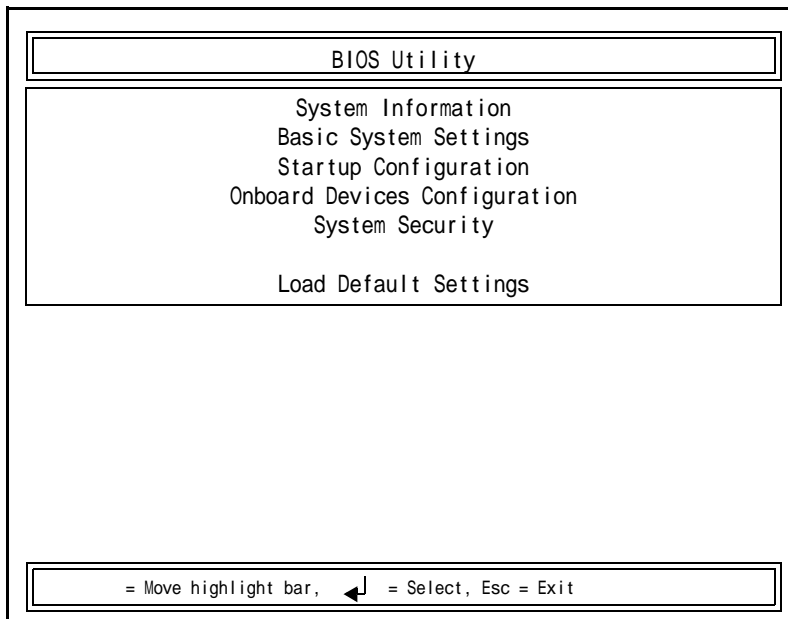 BIOS Utility
System Information
Basic System Settings
Startup Configuration
Onboard Devices Configuration
System Security
Load Default Settings
= Move highlight bar, ↵ = Select, Esc = Exit